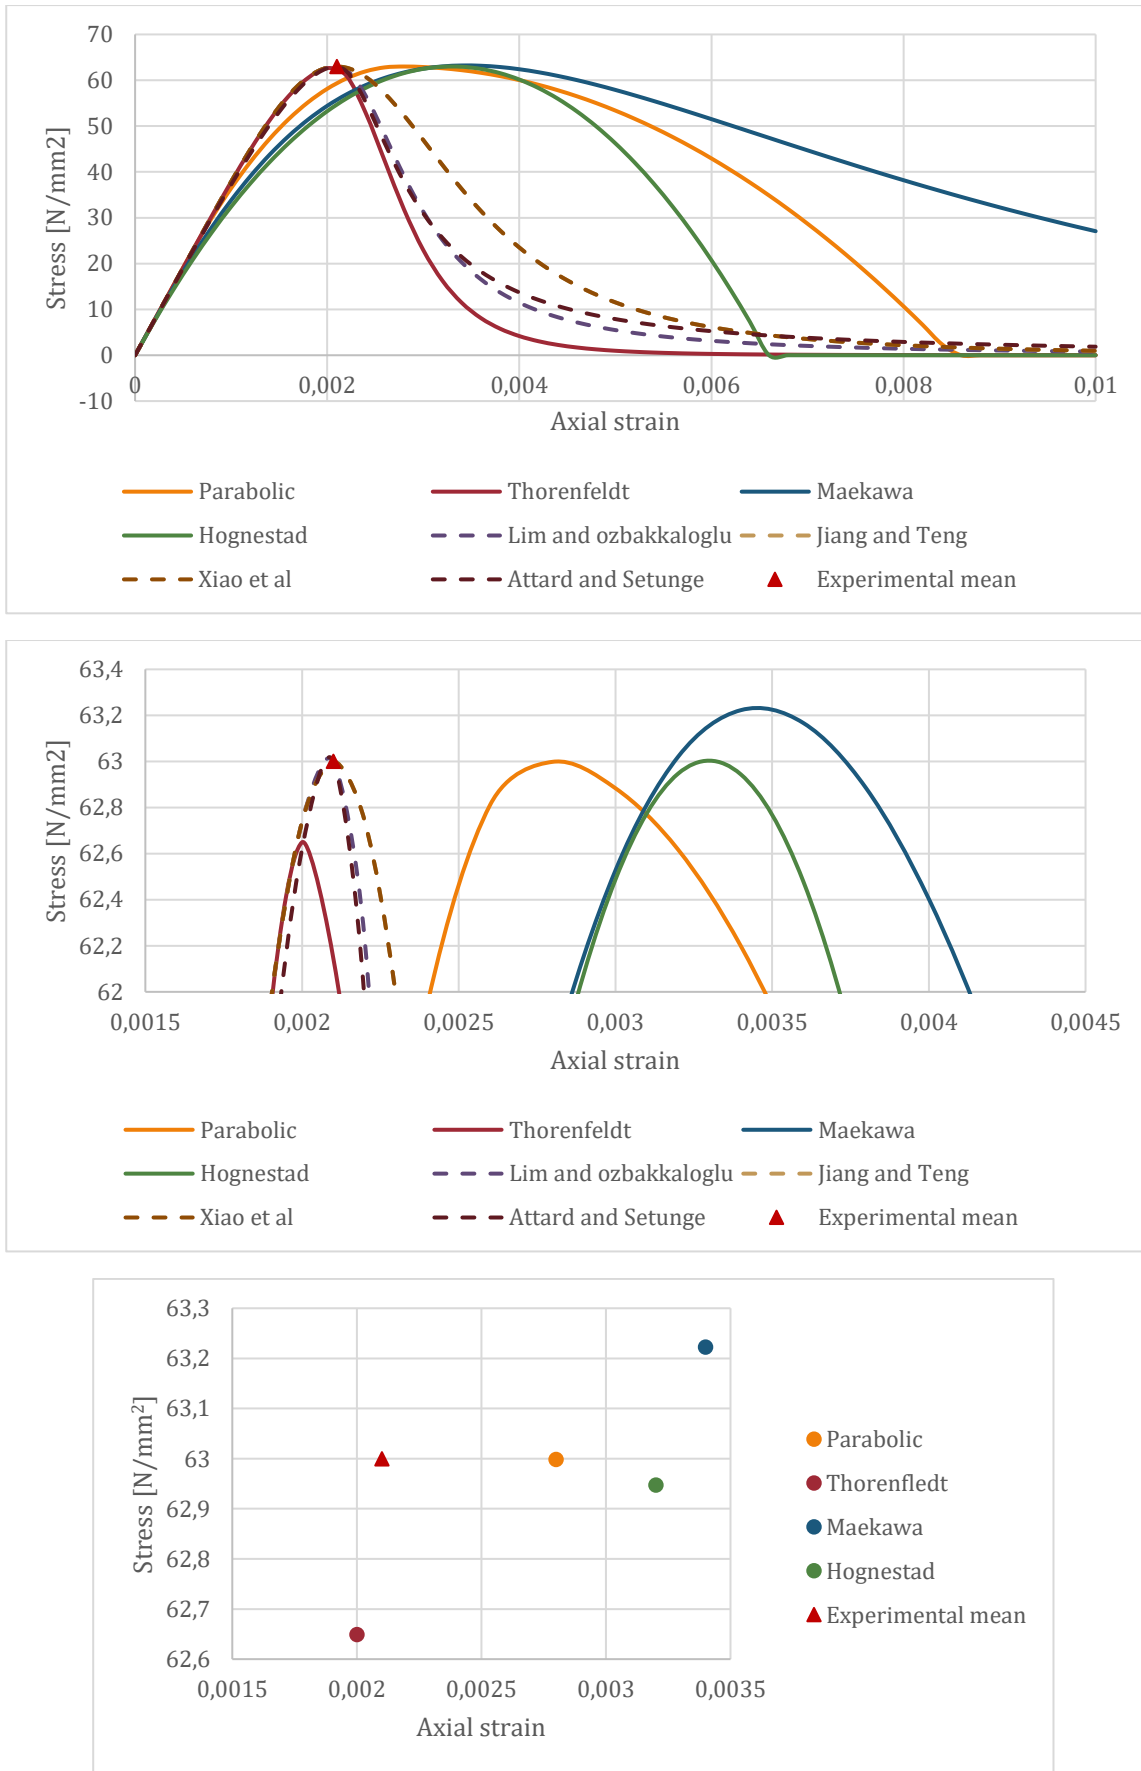 70
60
50
40
30
20
10
0
-10
Stress [N/mm2]
0 0,002 0,004 0,006 0,008 0,01
Axial strain
Parabolic Thorenfeldt Maekawa
Hognestad Lim and ozbakkaloglu Jiang and Teng
Xiao et al Attard and Setunge Experimental mean
63,4
63,2
63
62,8
62,6
62,4
62,2
62
Stress [N/mm2]
0,0015 0,002 0,0025 0,003 0,0035 0,004 0,0045
Axial strain
Parabolic Thorenfeldt Maekawa
Hognestad Lim and ozbakkaloglu Jiang and Teng
Xiao et al Attard and Setunge Experimental mean
63,3
63,2
63,1
63
62,9
62,8
62,7
62,6
Stress [N/mm²]
0,0015 0,002 0,0025 0,003 0,0035
Axial strain
Parabolic
Thorenfledt
Maekawa
Hognestad
Experimental mean